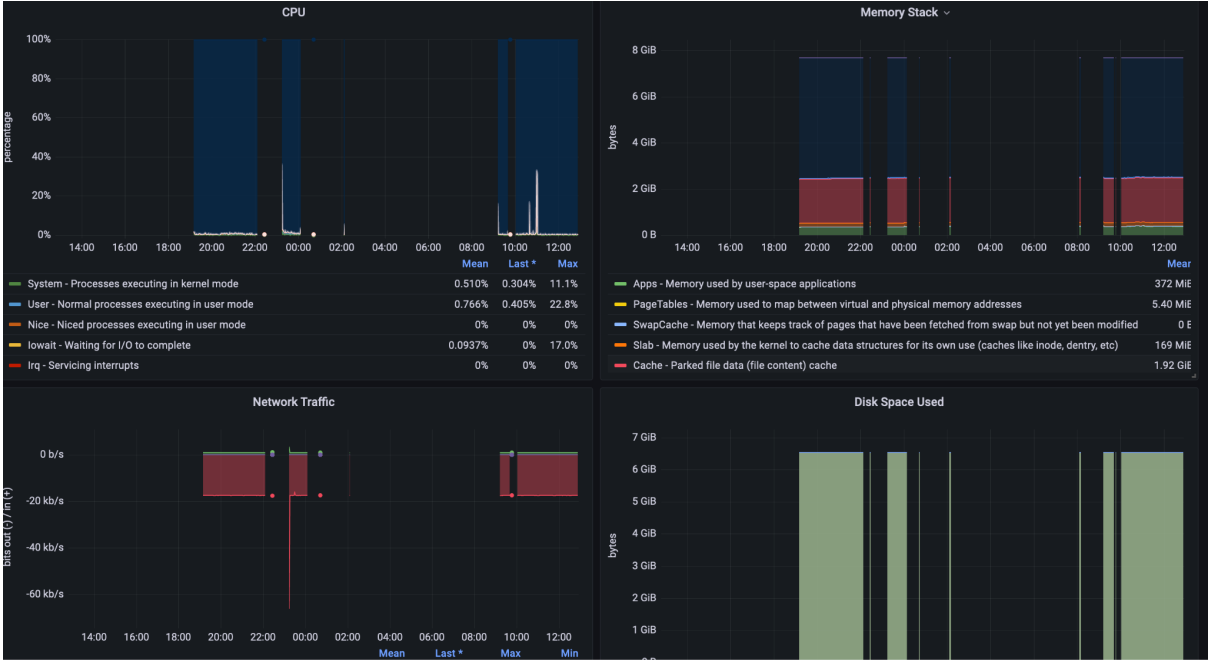 CPU
100%
80%
60%
40%
20%
0%
percentage
14:00 16:00 18:00 20:00 22:00 00:00 02:00 04:00 06:00 08:00 10:00 12:00
Mean Last * Max
System - Processes executing in kernel mode 0.510% 0.304% 11.1%
User - Normal processes executing in user mode 0.766% 0.405% 22.8%
Nice - Niced processes executing in user mode 0% 0% 0%
Iowait - Waiting for I/O to complete 0.0937% 0% 17.0%
Irq - Servicing interrupts 0% 0% 0%
Memory Stack
8 GiB
6 GiB
4 GiB
2 GiB
0 B
bytes
14:00 16:00 18:00 20:00 22:00 00:00 02:00 04:00 06:00 08:00 10:00 12:00
Mear
Apps - Memory used by user-space applications 372 MiE
PageTables - Memory used to map between virtual and physical memory addresses 5.40 MiE
SwapCache - Memory that keeps track of pages that have been fetched from swap but not yet been modified 0 E
Slab - Memory used by the kernel to cache data structures for its own use (caches like inode, dentry, etc) 169 MiE
Cache - Parked file data (file content) cache 1.92 GiE
Network Traffic
0 b/s
-20 kb/s
-40 kb/s
-60 kb/s
bits out (-) / in (+)
14:00 16:00 18:00 20:00 22:00 00:00 02:00 04:00 06:00 08:00 10:00 12:00
Mean Last * Max Min
Disk Space Used
7 GiB
6 GiB
5 GiB
4 GiB
3 GiB
2 GiB
1 GiB
bytes